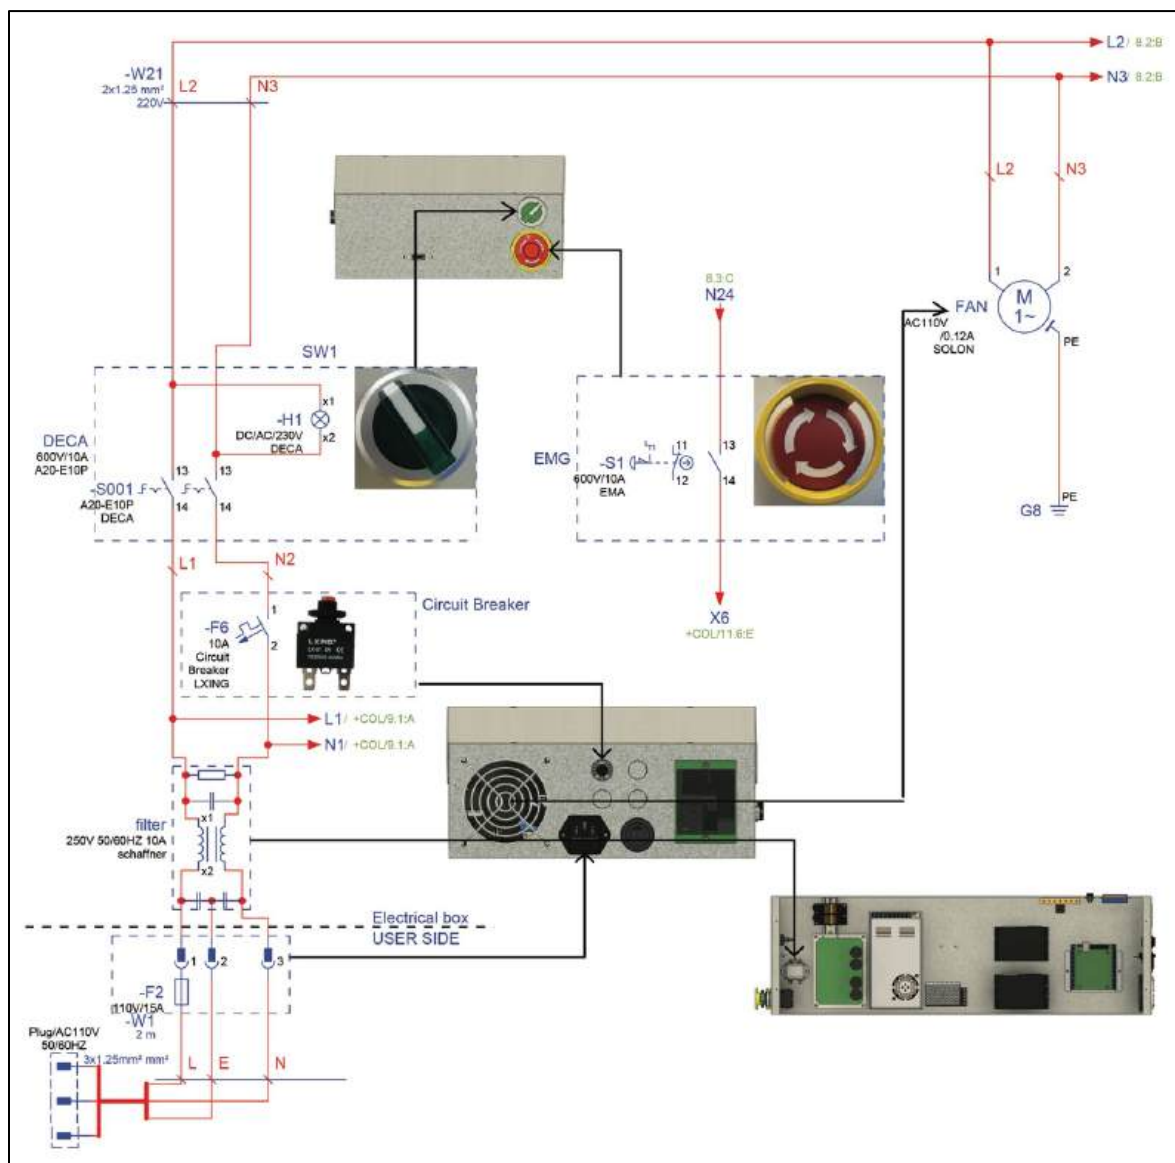 L2/ 8.2:B
N3/ 8.2:B
-W21
2x1.25 mm²
220V
L2
N3
L2
N3
1
2
M
1~
FAN
AC110V
/0.12A
SOLON
PE
PE
G8
8.3:C
N24
SW1
x1
-H1
x2
DC/AC/230V
DECA
DECA
600V/10A
A20-E10P
13
13
-S001
14
14
A20-E10P
DECA
EMG
-S1
600V/10A
EMA
11
12
13
14
L1
N2
X6
+COL/11.6:E
Circuit Breaker
1
-F6
2
10A
Circuit
Breaker
LXING
LXING
L1/ +COL/9.1:A
N1/ +COL/9.1:A
x1
filter
250V 50/60HZ 10A
schaffner
x2
Electrical box
USER SIDE
1
2
3
-F2
110V/15A
-W1
2 m
Plug/AC110V
50/60HZ
3x1.25mm² mm²
L
E
N